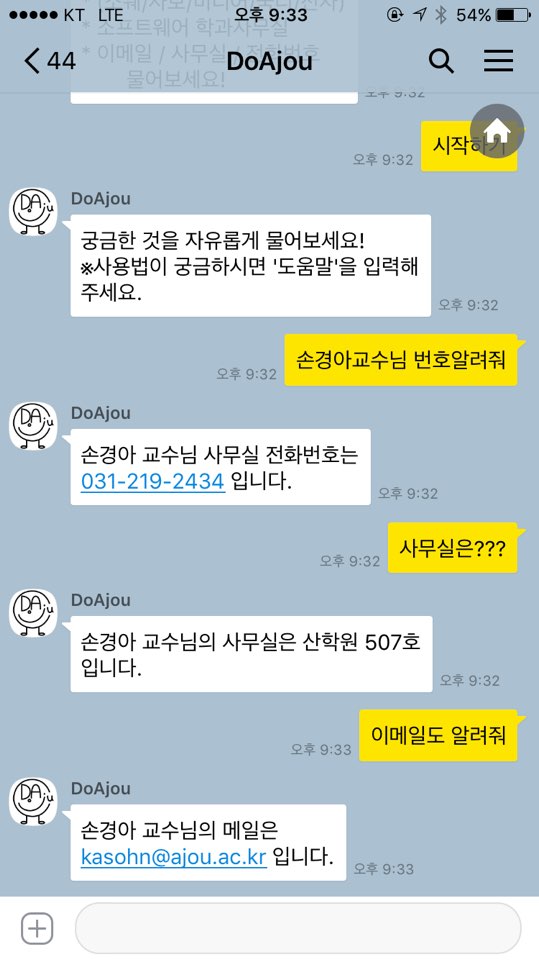 KT LTE 오후 9:33 54%
* 소프트웨어 학과사무실
44 DoAjou
* 이메일 / 사무실 / 전화번호
물어보세요!
오후 9:32
시작하기
오후 9:32
DoAjou
궁금한 것을 자유롭게 물어보세요!
※사용법이 궁금하시면 '도움말'을 입력해
주세요.
오후 9:32
손경아교수님 번호알려줘
오후 9:32
DoAjou
손경아 교수님 사무실 전화번호는
031-219-2434 입니다.
오후 9:32
사무실은???
오후 9:32
DoAjou
손경아 교수님의 사무실은 산학원 507호
입니다.
오후 9:32
이메일도 알려줘
오후 9:33
DoAjou
손경아 교수님의 메일은
kasohn@ajou.ac.kr 입니다.
오후 9:33